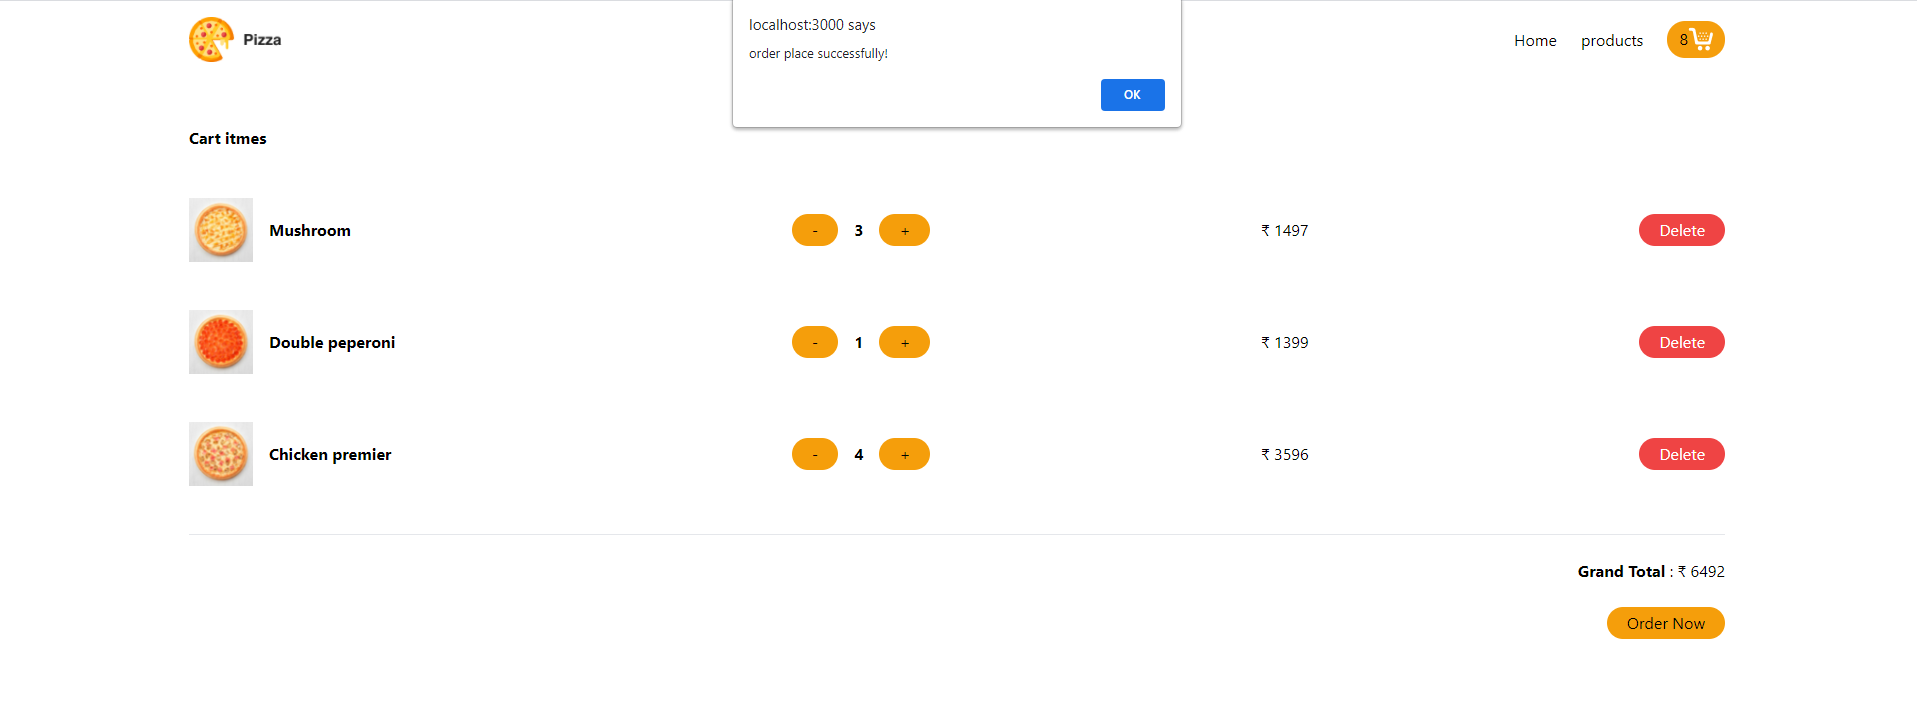 localhost:3000 says
order place successfully!
OK
Pizza
Home products 8
Cart itmes
Mushroom - 3 + ₹ 1497 Delete
Double peperoni - 1 + ₹ 1399 Delete
Chicken premier - 4 + ₹ 3596 Delete
Grand Total : ₹ 6492
Order Now